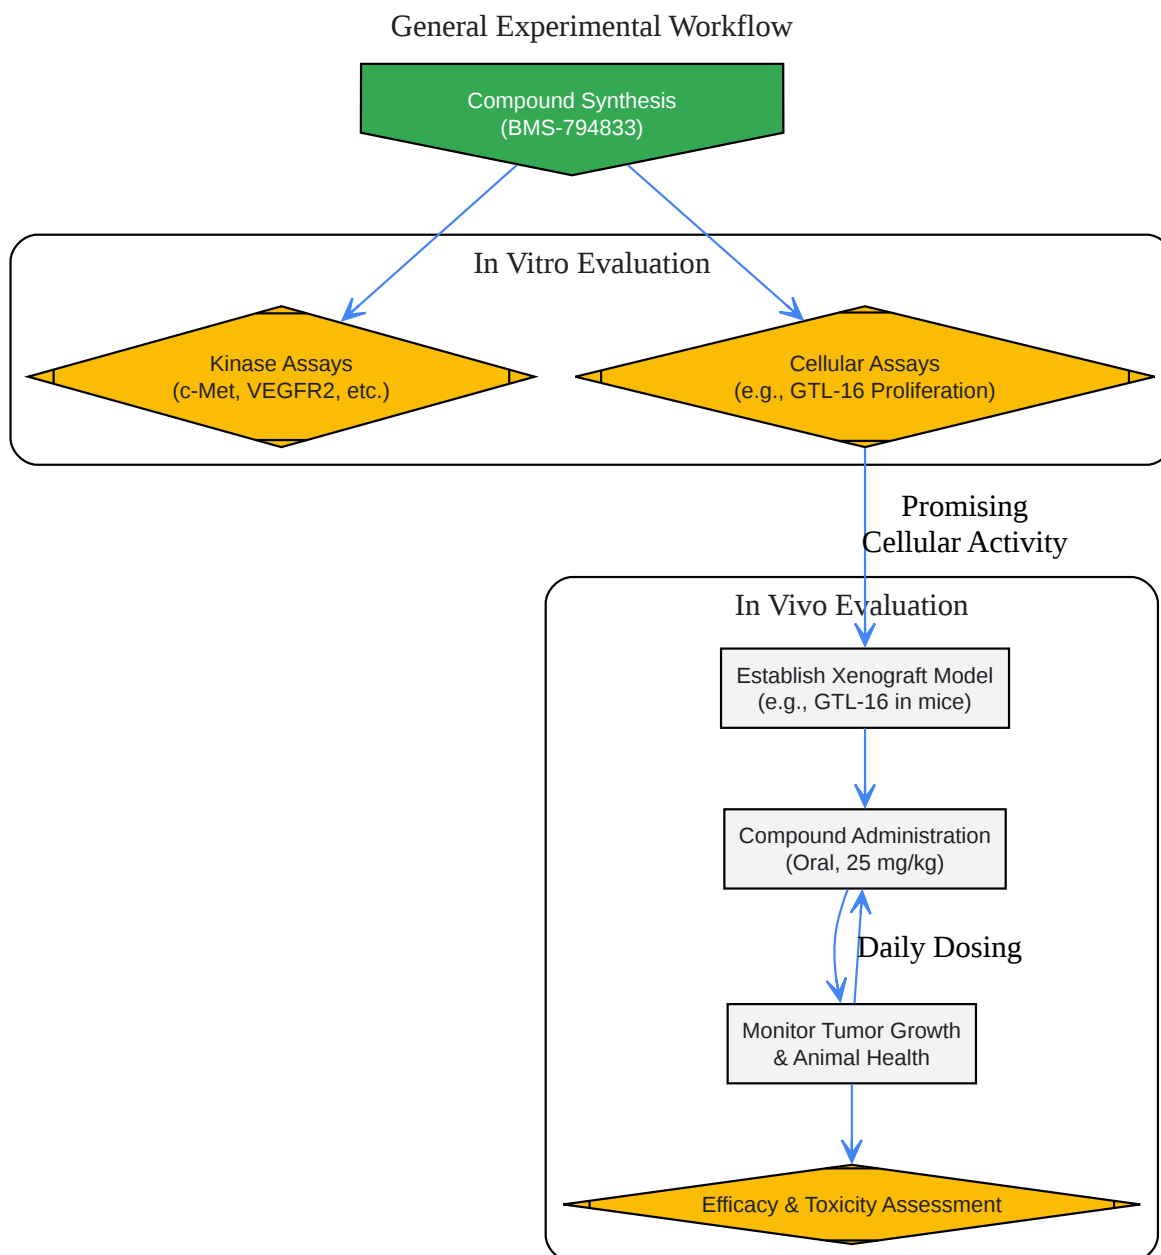 General Experimental Workflow
Compound Synthesis
(BMS-794833)
In Vitro Evaluation
Kinase Assays
(c-Met, VEGFR2, etc.)
Cellular Assays
(e.g., GTL-16 Proliferation)
Promising
Cellular Activity
In Vivo Evaluation
Establish Xenograft Model
(e.g., GTL-16 in mice)
Compound Administration
(Oral, 25 mg/kg)
Daily Dosing
Monitor Tumor Growth
& Animal Health
Efficacy & Toxicity Assessment